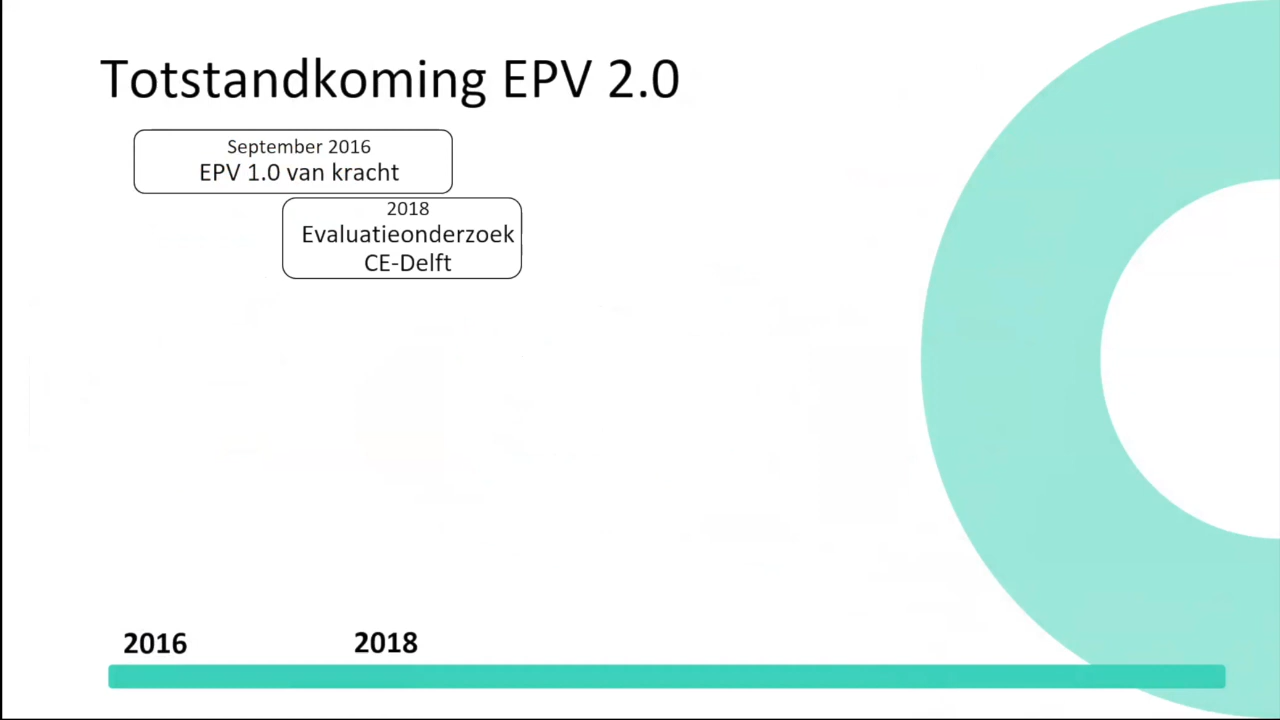 Totstandkoming EPV 2.0
September 2016
EPV 1.0 van kracht
2018
Evaluatieonderzoek
CE-Delft
2016
2018